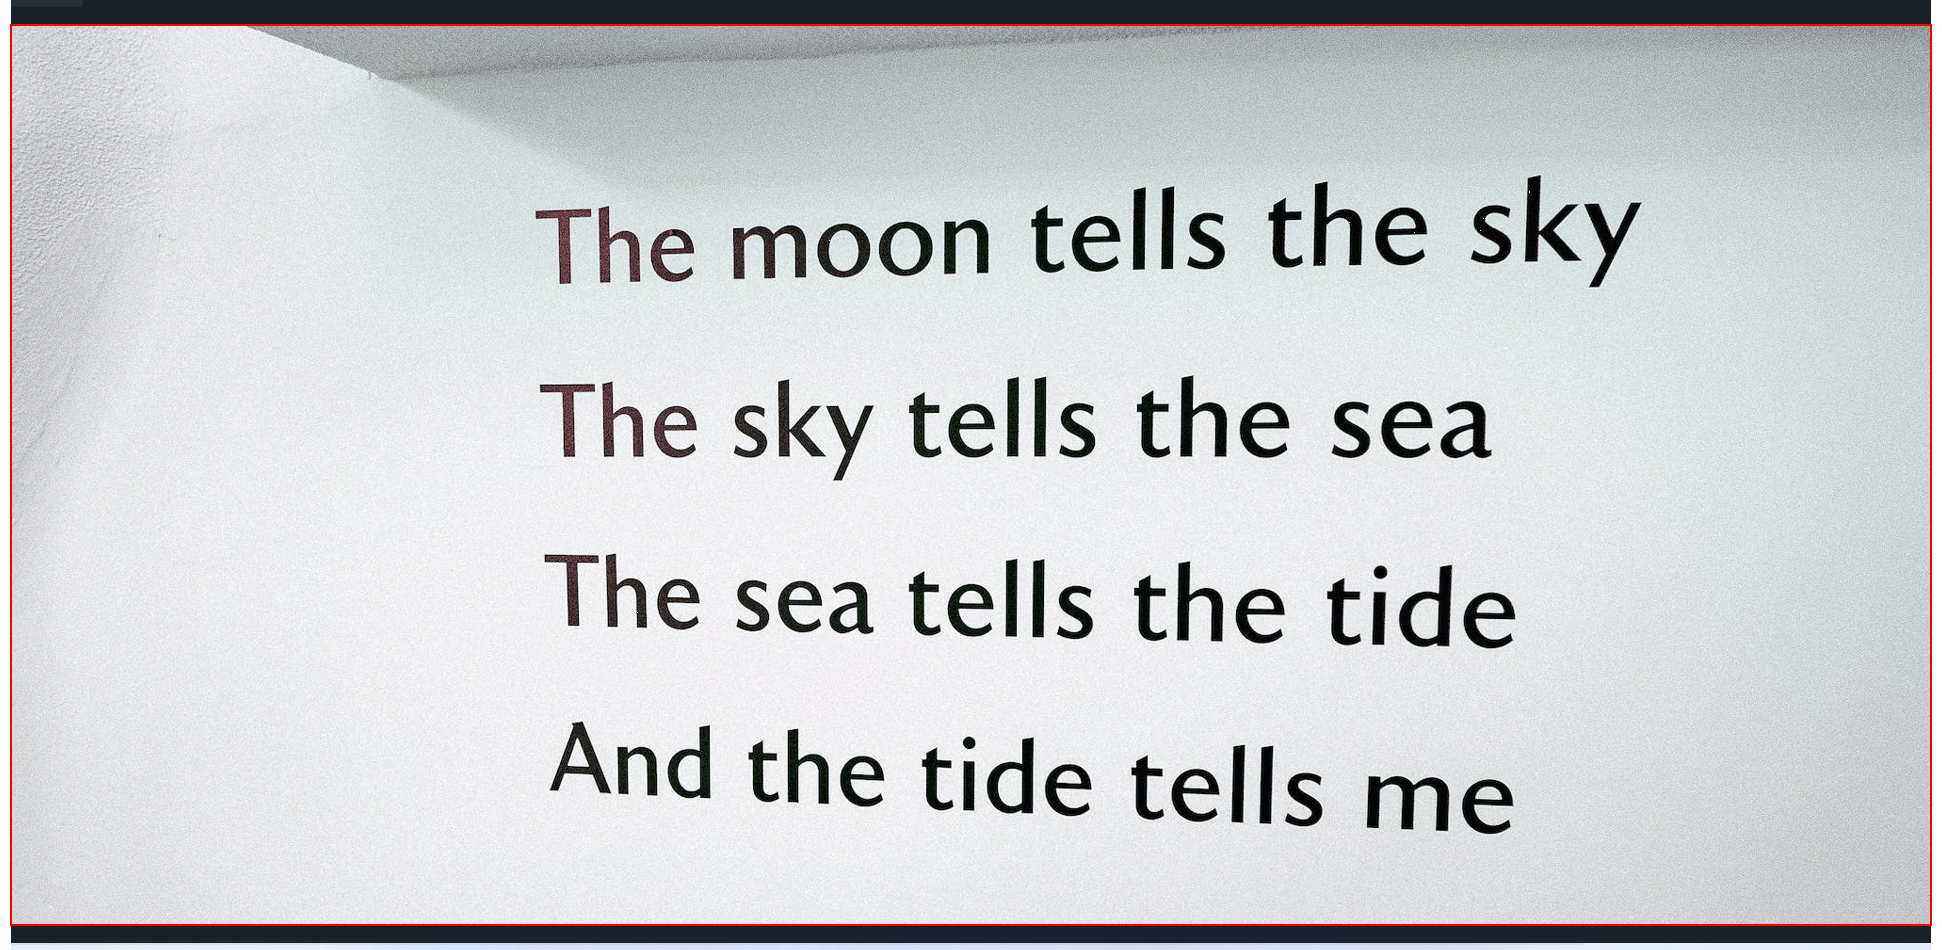 The moon tells the sky
The sky tells the sea
The sea tells the tide
And the tide tells me